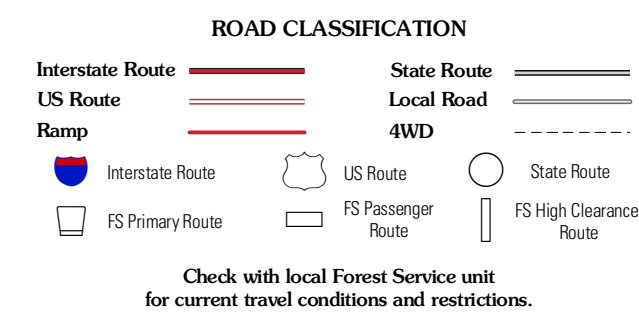 ROAD CLASSIFICATION
Interstate Route
State Route
US Route
Local Road
Ramp
4WD
Interstate Route
US Route
State Route
FS Primary Route
FS Passenger
Route
FS High Clearance
Route
Check with local Forest Service unit
for current travel conditions and restrictions.